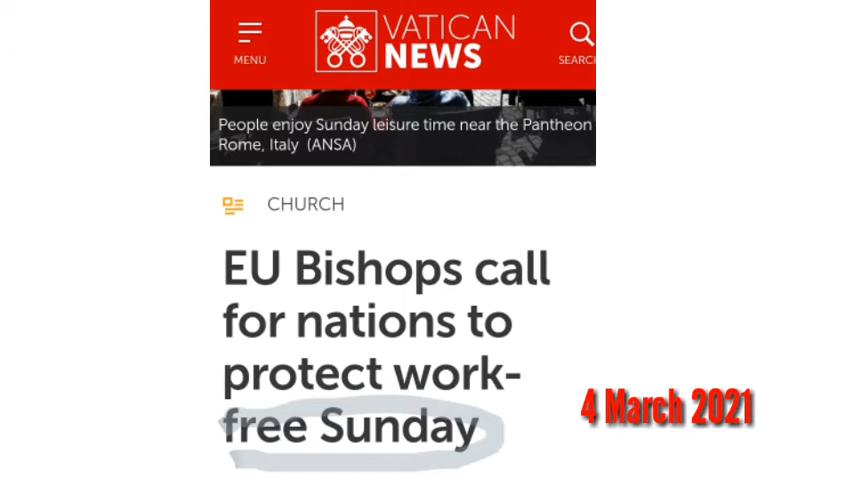 VATICAN
NEWS
MENU
SEARCH
People enjoy Sunday leisure time near the Pantheon
Rome, Italy (ANSA)
CHURCH
EU Bishops call
for nations to
protect work-
free Sunday
4 March 2021